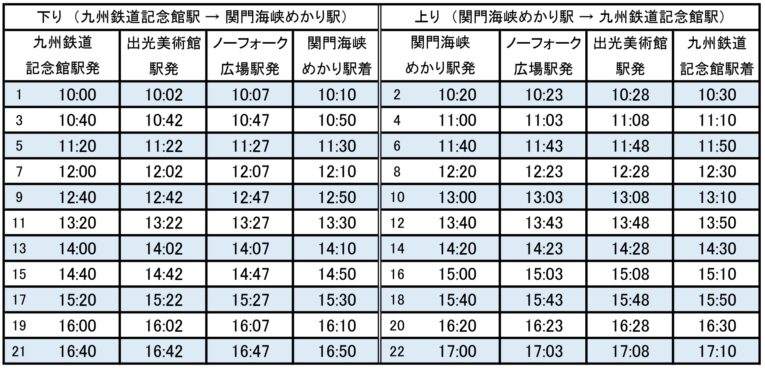 下り（九州鉄道記念館駅 → 関門海峡めかり駅） 上り（関門海峡めかり駅 → 九州鉄道記念館駅）
九州鉄道 出光美術館 ノーフォーク 関門海峡 関門海峡 ノーフォーク 出光美術館 九州鉄道
記念館駅発 駅発 広場駅発 めかり駅着 めかり駅発 広場駅発 駅発 記念館駅着
1 10:00 10:02 10:07 10:10 2 10:20 10:23 10:28 10:30
3 10:40 10:42 10:47 10:50 4 11:00 11:03 11:08 11:10
5 11:20 11:22 11:27 11:30 6 11:40 11:43 11:48 11:50
7 12:00 12:02 12:07 12:10 8 12:20 12:23 12:28 12:30
9 12:40 12:42 12:47 12:50 10 13:00 13:03 13:08 13:10
11 13:20 13:22 13:27 13:30 12 13:40 13:43 13:48 13:50
13 14:00 14:02 14:07 14:10 14 14:20 14:23 14:28 14:30
15 14:40 14:42 14:47 14:50 16 15:00 15:03 15:08 15:10
17 15:20 15:22 15:27 15:30 18 15:40 15:43 15:48 15:50
19 16:00 16:02 16:07 16:10 20 16:20 16:23 16:28 16:30
21 16:40 16:42 16:47 16:50 22 17:00 17:03 17:08 17:10